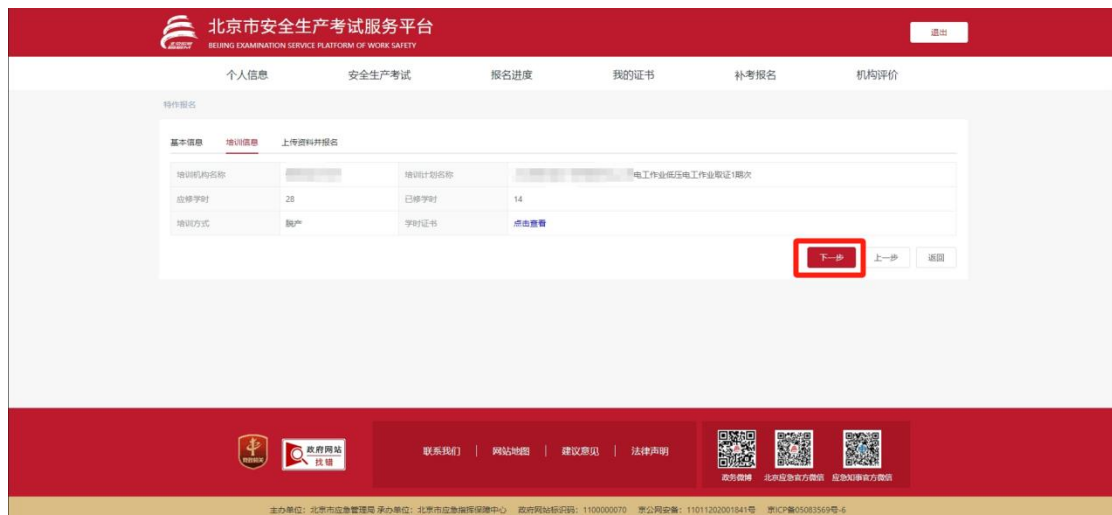 北京市安全生产考试服务平台
BEIJING EXAMINATION SERVICE PLATFORM OF WORK SAFETY
退出
个人信息 安全生产考试 报名进度 我的证书 补考报名 机构评价
特作报名
基本信息 培训信息 上传资料并报名
培训机构名称 培训计划名称 电工作业低压电工作业取证1期次
应修学时 28 已修学时 14
培训方式 脱产 学时证书 点击查看
下一步 上一步 返回
政府网站
找错
联系我们 | 网站地图 | 建议意见 | 法律声明
政务微博 北京应急官方微信 应急知事官方微信
主办单位：北京市应急管理局 承办单位：北京市应急指挥保障中心 政府网站标识码：1100000070 京公网安备：11011202001841号 京ICP备05083569号-6